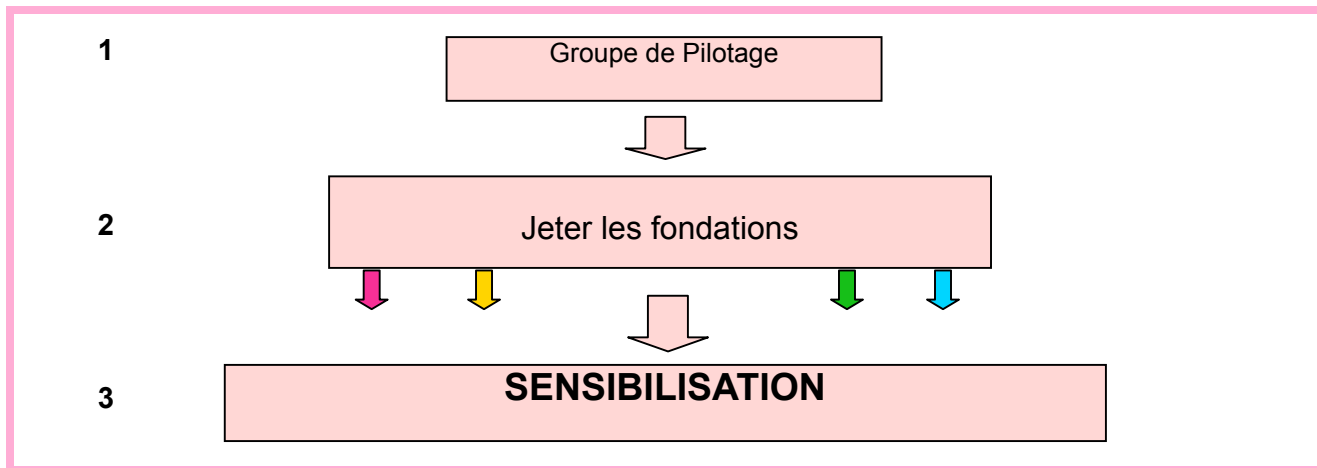 1
Groupe de Pilotage
2
Jeter les fondations
3
SENSIBILISATION